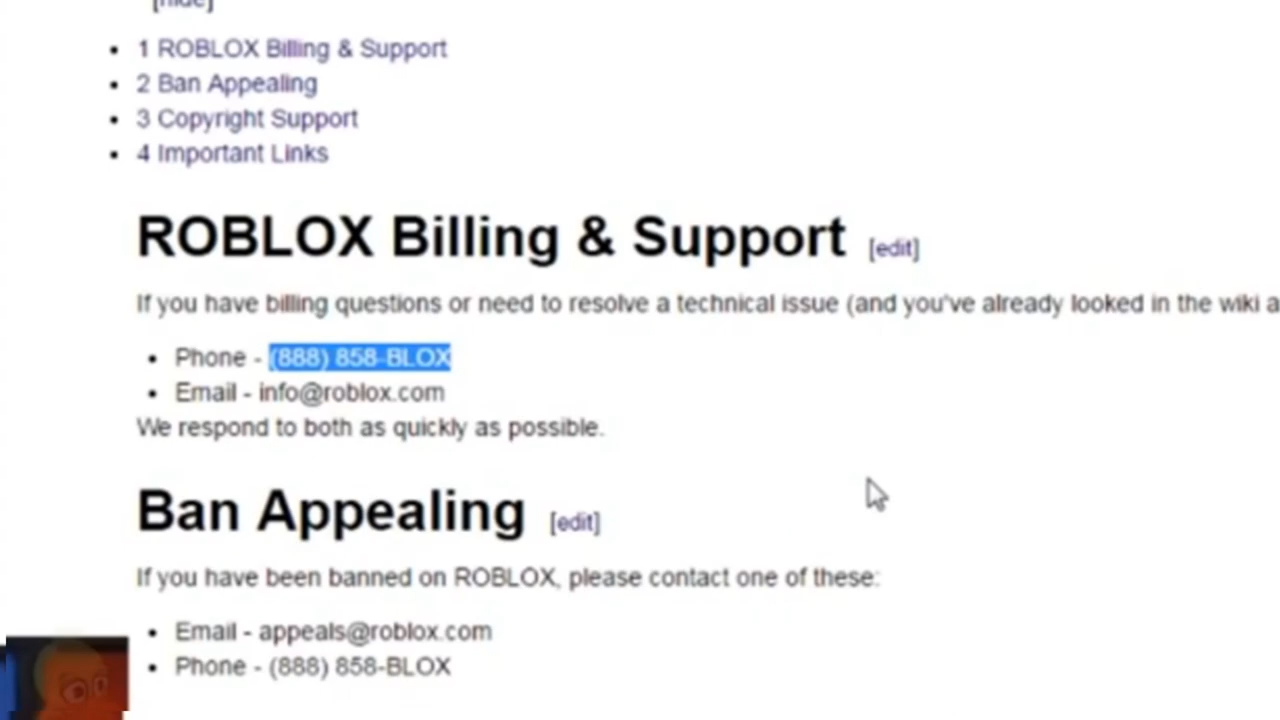 [hide]
1 ROBLOX Billing & Support
2 Ban Appealing
3 Copyright Support
4 Important Links
ROBLOX Billing & Support [edit]
If you have billing questions or need to resolve a technical issue (and you've already looked in the wiki a
Phone - (888) 858-BLOX
Email - info@roblox.com
We respond to both as quickly as possible.
Ban Appealing [edit]
If you have been banned on ROBLOX, please contact one of these:
Email - appeals@roblox.com
Phone - (888) 858-BLOX